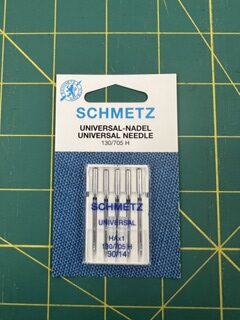 SCHMETZ
UNIVERSAL-NADEL
UNIVERSAL NEEDLE
130/705 H
SCHMETZ
UNIVERSAL
HAx1
130/705 H
90/14